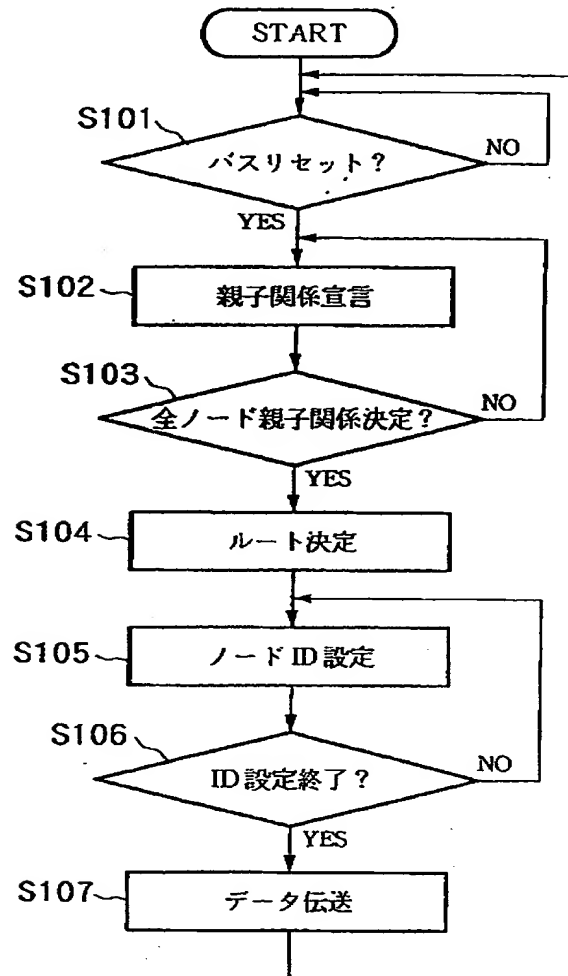 START
S101
バスリセット？
NO
YES
S102
親子関係宣言
S103
全ノード親子関係決定？
NO
YES
S104
ルート決定
S105
ノードID設定
S106
ID設定終了？
NO
YES
S107
データ伝送